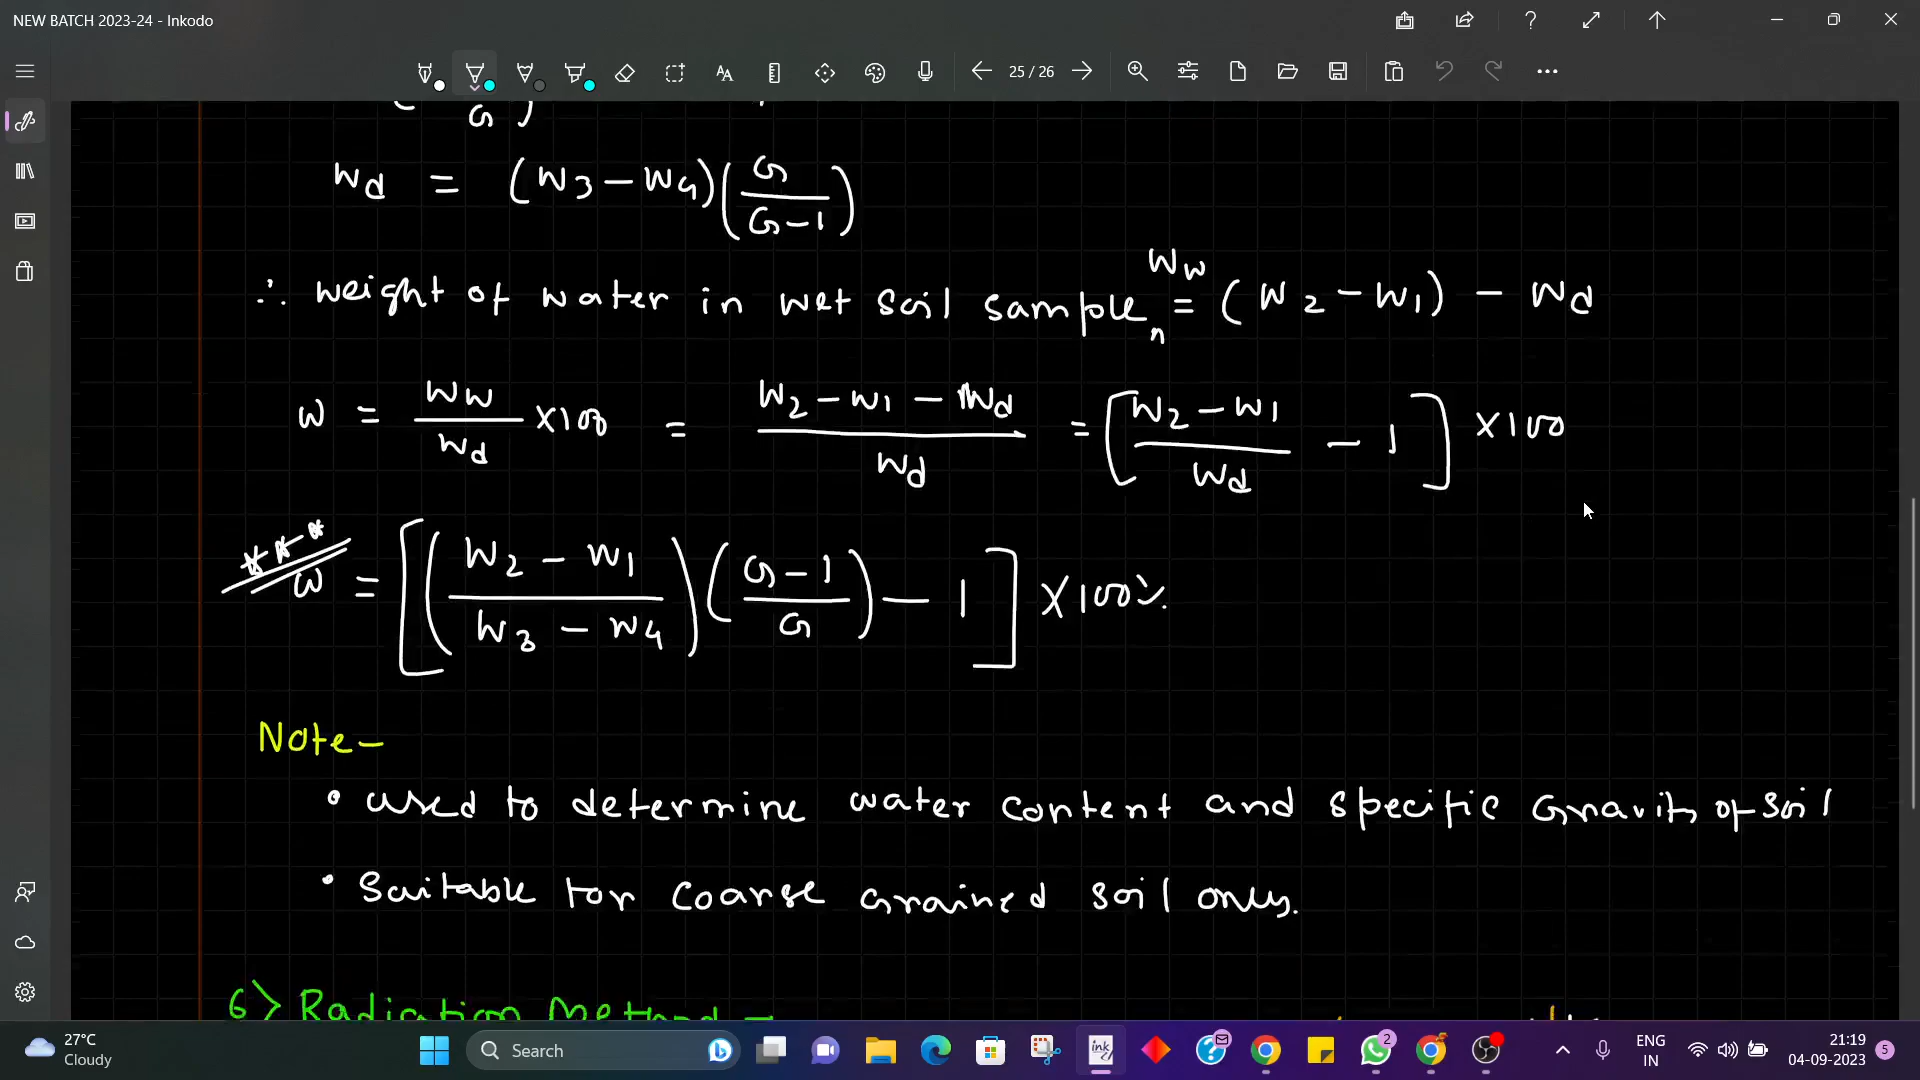 NEW BATCH 2023-24 - Inkodo
25 / 26
G
Wd = (W3 - W4) (G / G-1)
∴ weight of water in wet soil sample, Ww = (W2 - W1) - Wd
ω = Ww / Wd × 100 = W2 - W1 - Wd / Wd = [W2 - W1 / Wd - 1] × 100
*** ω = [(W2 - W1 / W3 - W4) (G-1 / G) - 1] × 100%
Note-
• used to determine water content and specific Gravity of soil
• Suitable for coarse grained soil only.
6> Radiation Method -
27°C
Cloudy
Search
ink
2
ENG
IN
21:19
04-09-2023
5